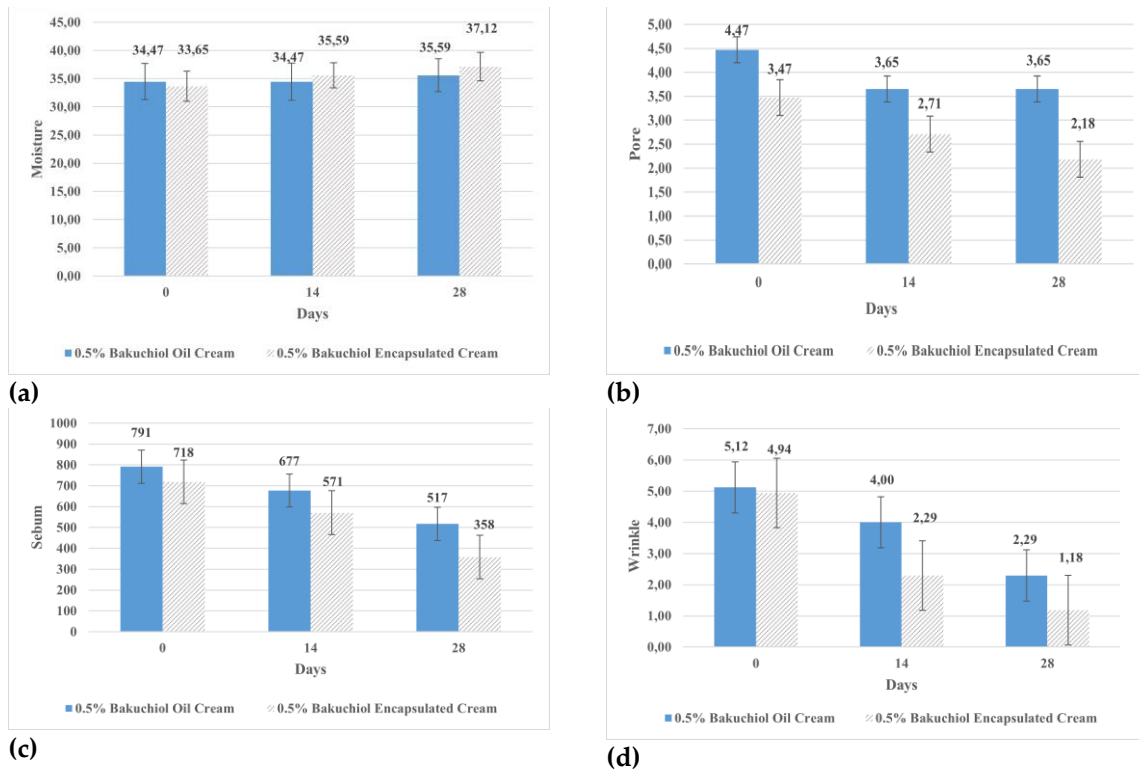 45,00
40,00
35,00
30,00
25,00
20,00
15,00
10,00
5,00
0,00
Moisture
34,47 33,65
34,47 35,59
35,59 37,12
0 14 28
Days
0.5% Bakuchiol Oil Cream 0.5% Bakuchiol Encapsulated Cream
(a)
5,00
4,50
4,00
3,50
3,00
2,50
2,00
1,50
1,00
0,50
0,00
Pore
4,47 3,47
3,65 2,71
3,65 2,18
0 14 28
Days
0.5% Bakuchiol Oil Cream 0.5% Bakuchiol Encapsulated Cream
(b)
1000
900
800
700
600
500
400
300
200
100
0
Sebum
791 718
677 571
517 358
0 14 28
Days
0.5% Bakuchiol Oil Cream 0.5% Bakuchiol Encapsulated Cream
(c)
7,00
6,00
5,00
4,00
3,00
2,00
1,00
0,00
Wrinkle
5,12 4,94
4,00 2,29
2,29 1,18
0 14 28
Days
0.5% Bakuchiol Oil Cream 0.5% Bakuchiol Encapsulated Cream
(d)